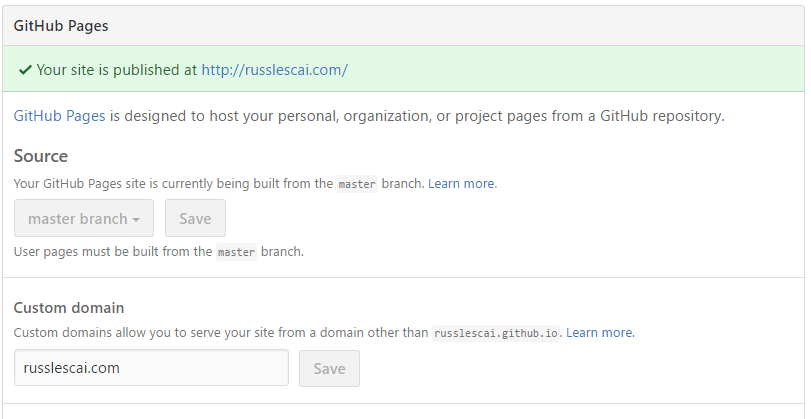 GitHub Pages
Your site is published at http://russlescai.com/
GitHub Pages is designed to host your personal, organization, or project pages from a GitHub repository.
Source
Your GitHub Pages site is currently being built from the master branch. Learn more.
master branch Save
User pages must be built from the master branch.
Custom domain
Custom domains allow you to serve your site from a domain other than russlescai.github.io. Learn more.
russlescai.com Save